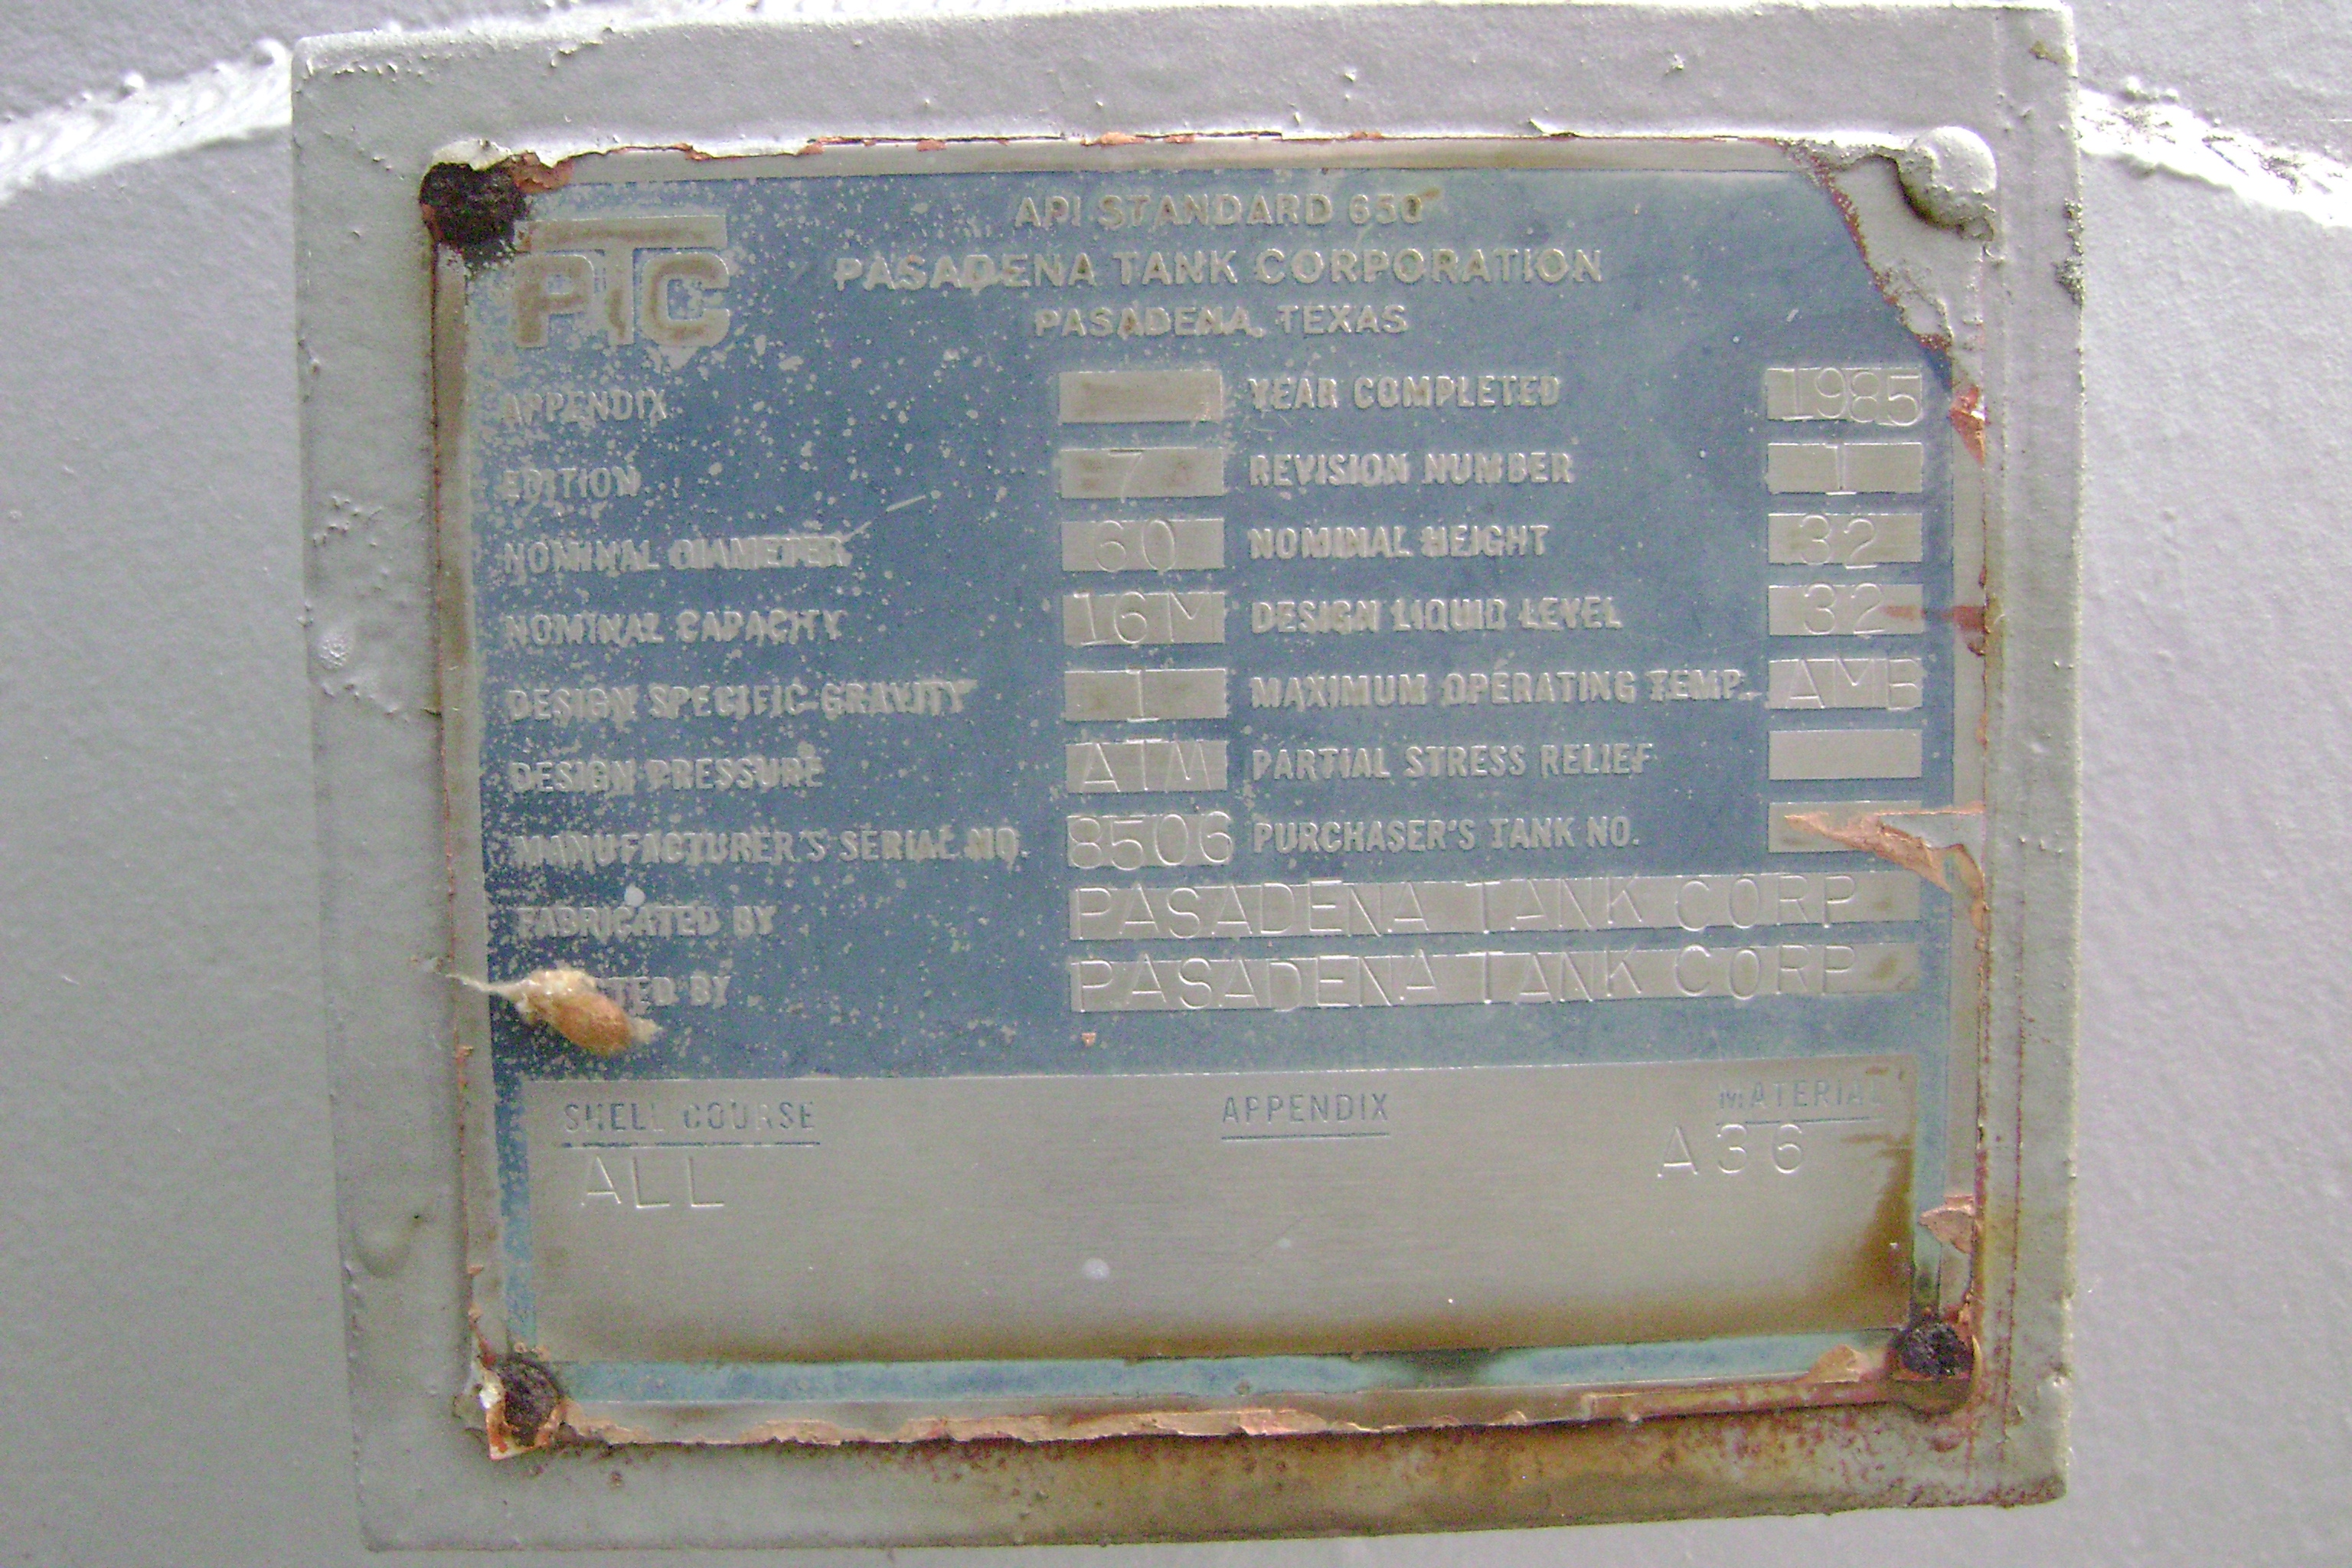 PTC
API STANDARD 650
PASADENA TANK CORPORATION
PASADENA, TEXAS
APPENDIX YEAR COMPLETED 1985
EDITION 7 REVISION NUMBER 1
NOMINAL DIAMETER 60 NOMINAL HEIGHT 32
NOMINAL CAPACITY 16M DESIGN LIQUID LEVEL 32
DESIGN SPECIFIC GRAVITY 1 MAXIMUM OPERATING TEMP. AMB
DESIGN PRESSURE ATM PARTIAL STRESS RELIEF
MANUFACTURER'S SERIAL NO. 8506 PURCHASER'S TANK NO.
FABRICATED BY PASADENA TANK CORP
BY PASADENA TANK CORP
SHELL COURSE APPENDIX MATERIAL
ALL A36